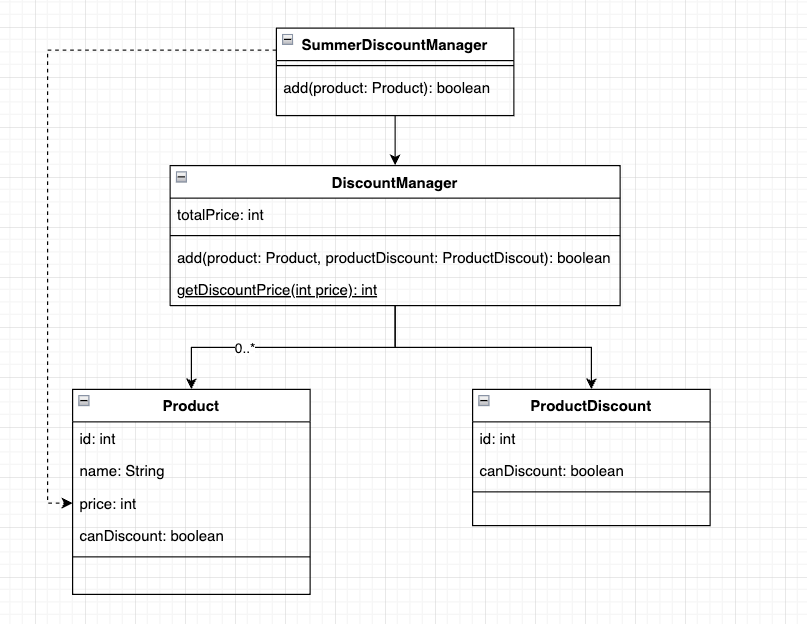 SummerDiscountManager
add(product: Product): boolean
DiscountManager
totalPrice: int
add(product: Product, productDiscount: ProductDiscout): boolean
getDiscountPrice(int price): int
0..*
Product
id: int
name: String
price: int
canDiscount: boolean
ProductDiscount
id: int
canDiscount: boolean